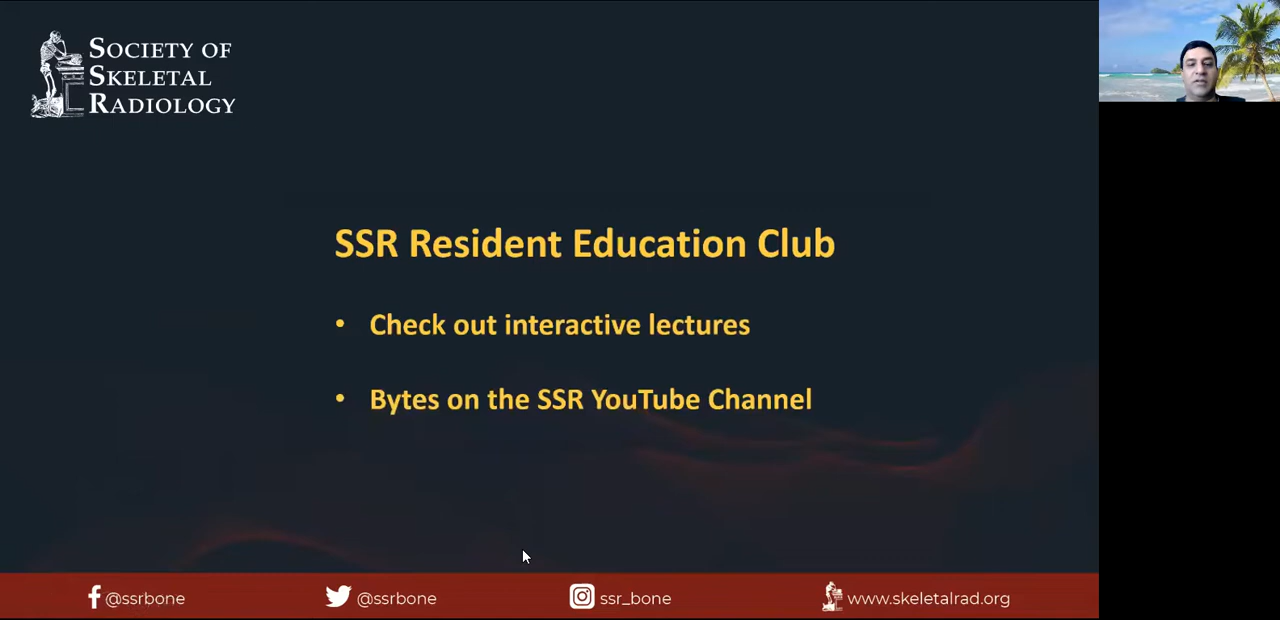 SOCIETY OF
SKELETAL
RADIOLOGY
SSR Resident Education Club
• Check out interactive lectures
• Bytes on the SSR YouTube Channel
@ssrbone
@ssrbone
ssr_bone
www.skeletalrad.org